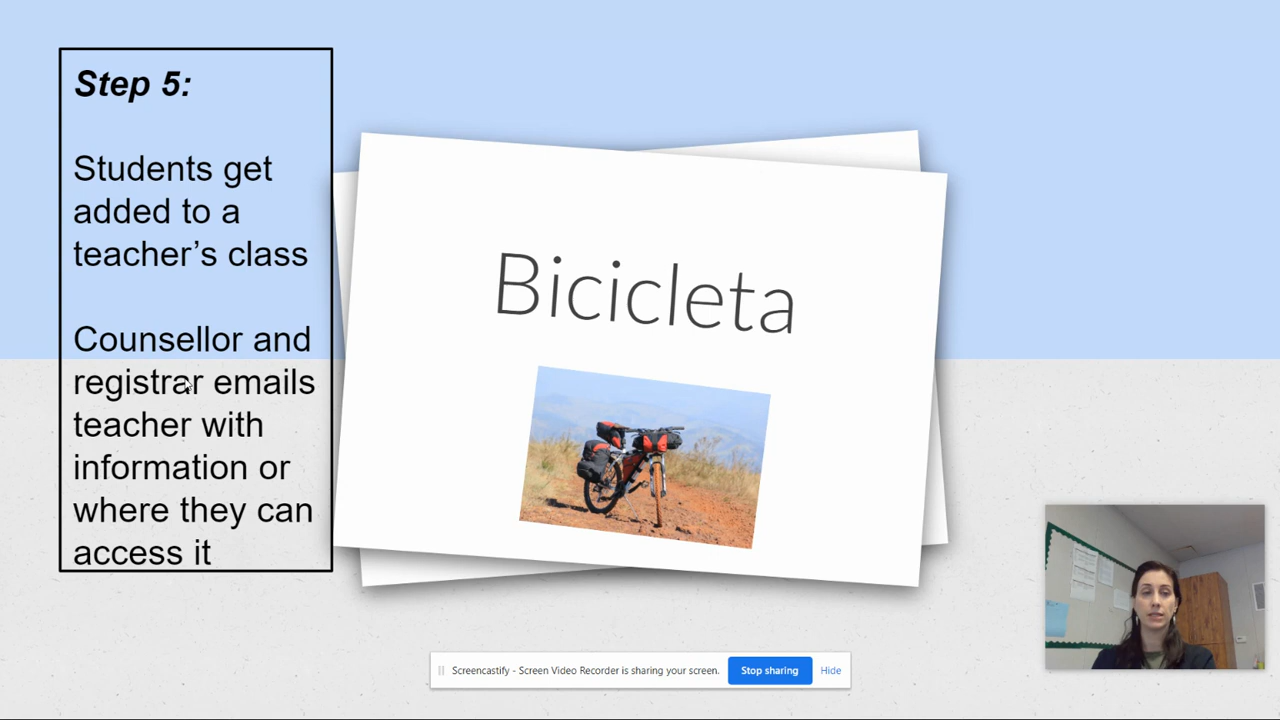 Step 5:
Students get
added to a
teacher’s class
Counsellor and
registrar emails
teacher with
information or
where they can
access it
Bicicleta
Screencastify - Screen Video Recorder is sharing your screen.
Stop sharing
Hide